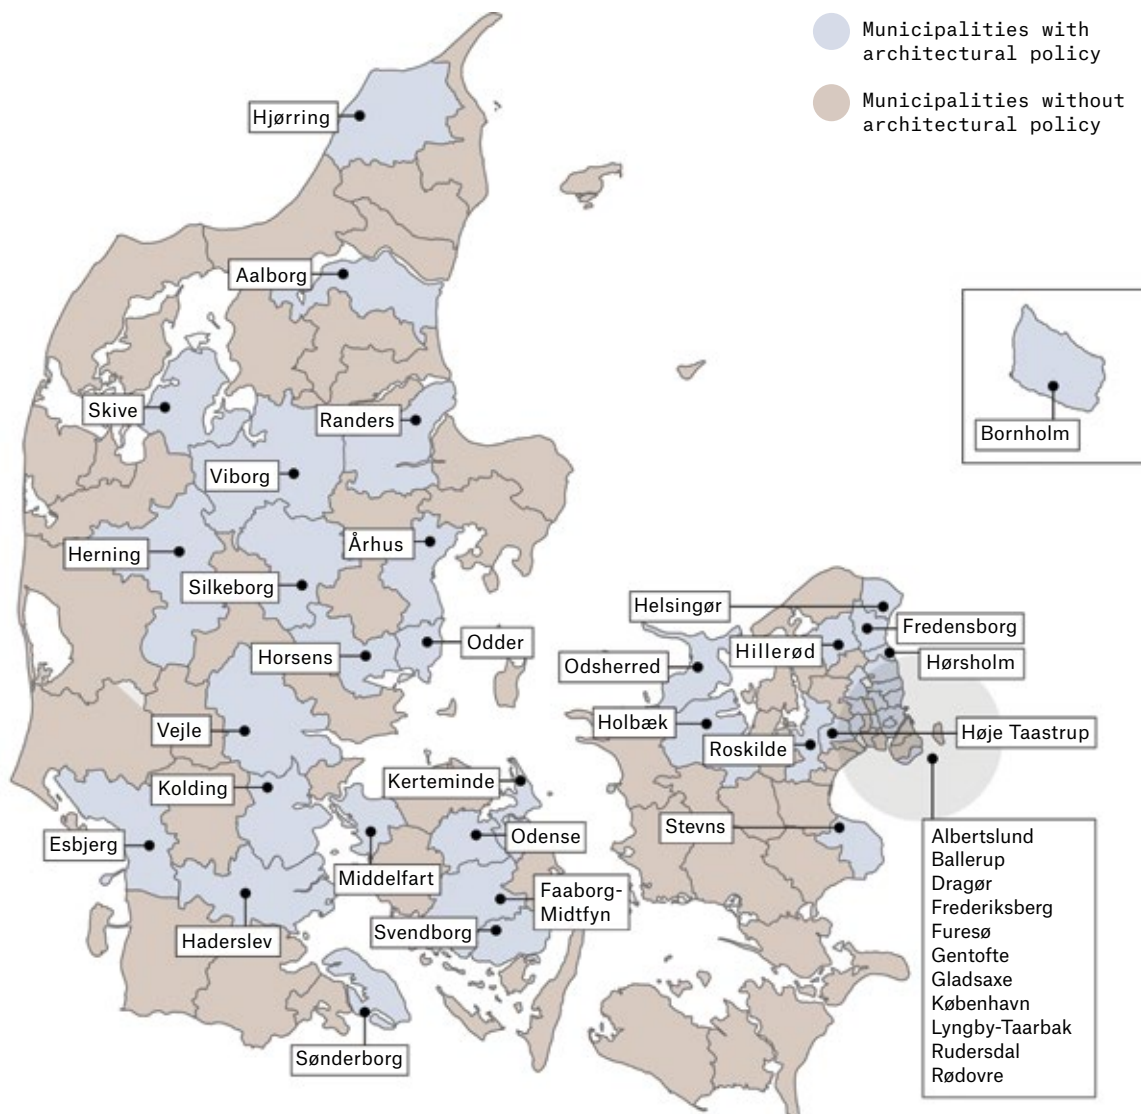 Municipalities with
architectural policy
Municipalities without
architectural policy
Hjørring
Aalborg
Skive
Randers
Viborg
Bornholm
Herning
Århus
Silkeborg
Odder
Horsens
Vejle
Kolding
Esbjerg
Haderslev
Sønderborg
Kerteminde
Odense
Middelfart
Faaborg-
Midtfyn
Svendborg
Helsingør
Fredensborg
Hillerød
Hørsholm
Odsherred
Holbæk
Roskilde
Høje Taastrup
Stevns
Albertslund
Ballerup
Dragør
Frederiksberg
Furesø
Gentofte
Gladsaxe
København
Lyngby-Taarbak
Rudersdal
Rødovre